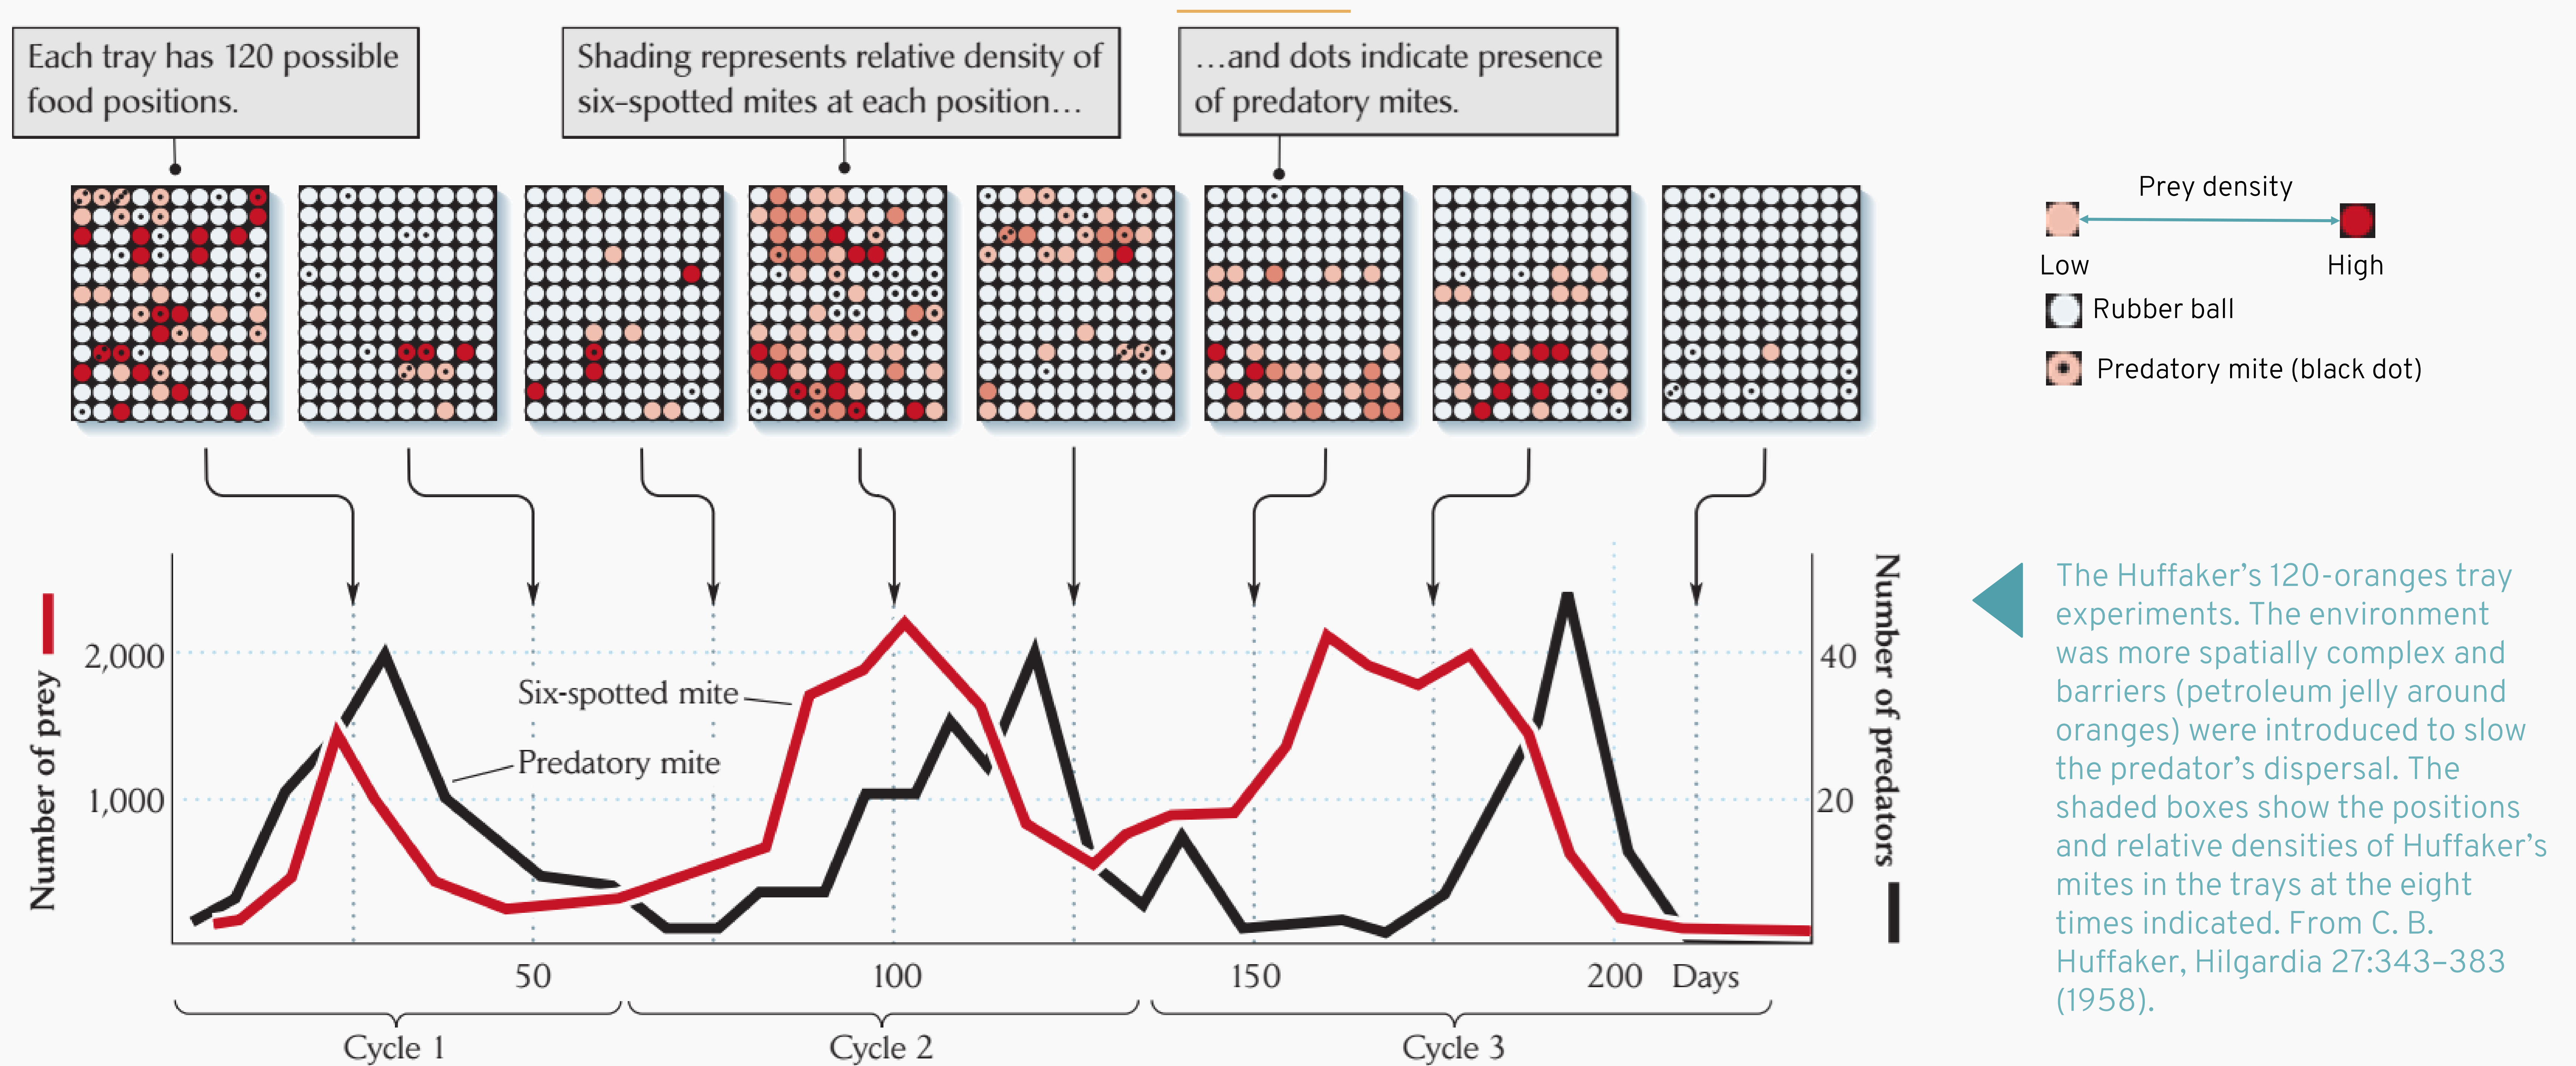 Each tray has 120 possible
food positions.
Shading represents relative density of
six-spotted mites at each position…
…and dots indicate presence
of predatory mites.
Prey density
Low
High
Rubber ball
Predatory mite (black dot)
Number of prey
2,000
1,000
Six-spotted mite
Predatory mite
40
20
Number of predators
50
100
150
200
Days
Cycle 1
Cycle 2
Cycle 3
The Huffaker’s 120-oranges tray
experiments. The environment
was more spatially complex and
barriers (petroleum jelly around
oranges) were introduced to slow
the predator’s dispersal. The
shaded boxes show the positions
and relative densities of Huffaker’s
mites in the trays at the eight
times indicated. From C. B.
Huffaker, Hilgardia 27:343–383
(1958).